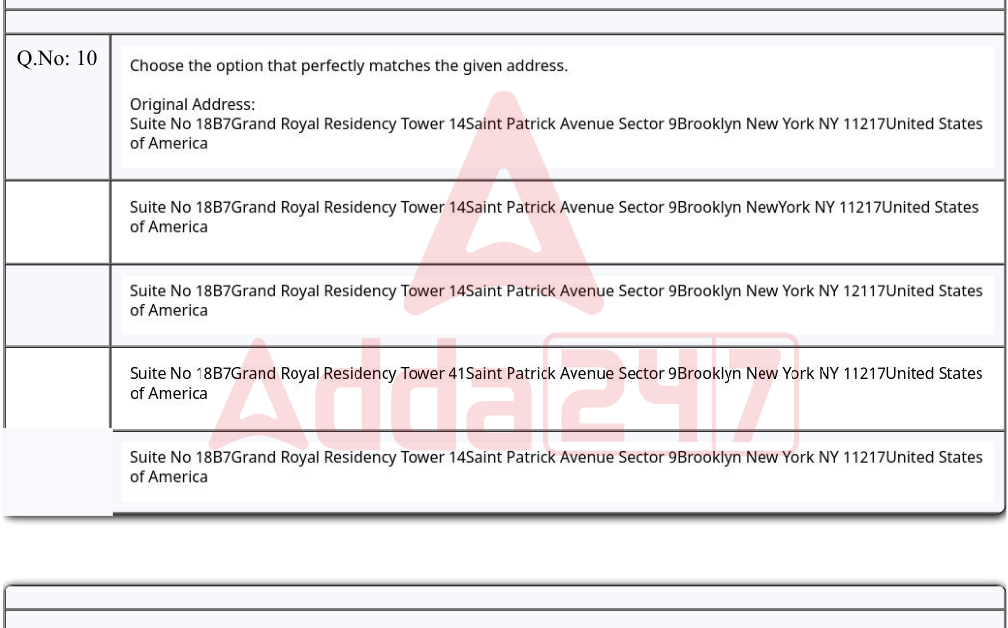 Q.No: 10
Choose the option that perfectly matches the given address.
Original Address:
Suite No 18B7Grand Royal Residency Tower 14Saint Patrick Avenue Sector 9Brooklyn New York NY 11217United States
of America
Suite No 18B7Grand Royal Residency Tower 14Saint Patrick Avenue Sector 9Brooklyn NewYork NY 11217United States
of America
Suite No 18B7Grand Royal Residency Tower 14Saint Patrick Avenue Sector 9Brooklyn New York NY 12117United States
of America
Suite No 18B7Grand Royal Residency Tower 41Saint Patrick Avenue Sector 9Brooklyn New York NY 11217United States
of America
Adda247
Suite No 18B7Grand Royal Residency Tower 14Saint Patrick Avenue Sector 9Brooklyn New York NY 11217United States
of America